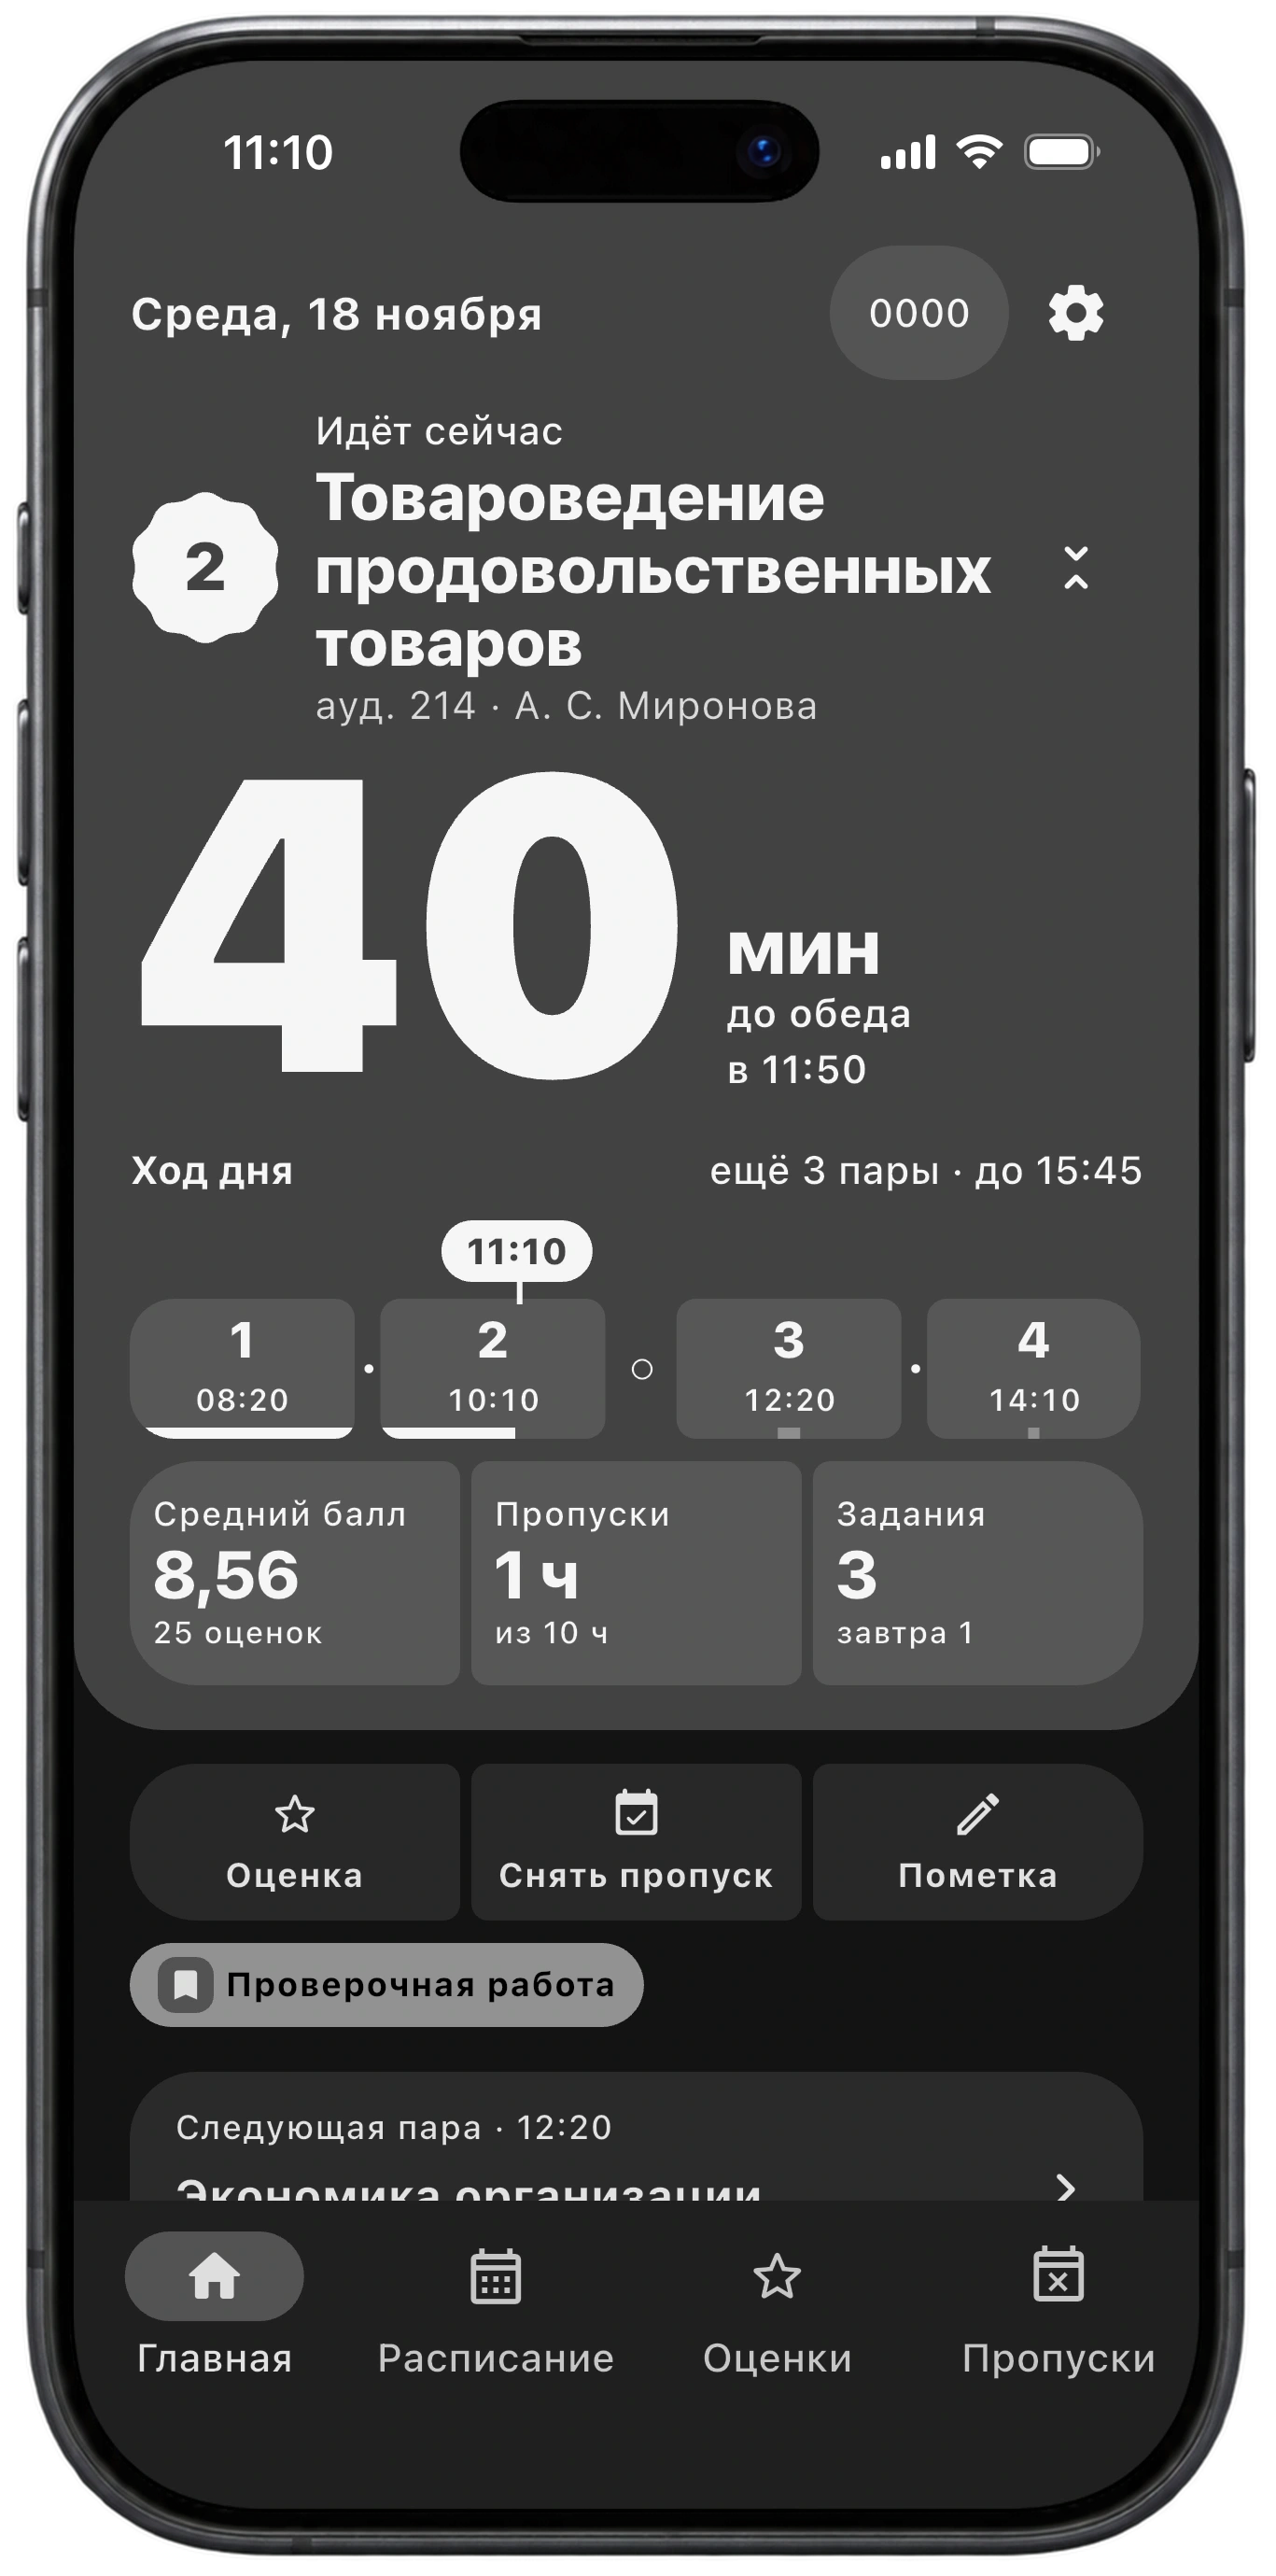 11:10
Среда, 18 ноября
0000
Идёт сейчас
2
Товароведение
продовольственных
товаров
ауд. 214 · А. С. Миронова
40
мин
до обеда
в 11:50
Ход дня
ещё 3 пары · до 15:45
11:10
1
08:20
2
10:10
3
12:20
4
14:10
Средний балл
8,56
25 оценок
Пропуски
1 ч
из 10 ч
Задания
3
завтра 1
Оценка
Снять пропуск
Пометка
Проверочная работа
Следующая пара · 12:20
Экономика организации
Главная
Расписание
Оценки
Пропуски